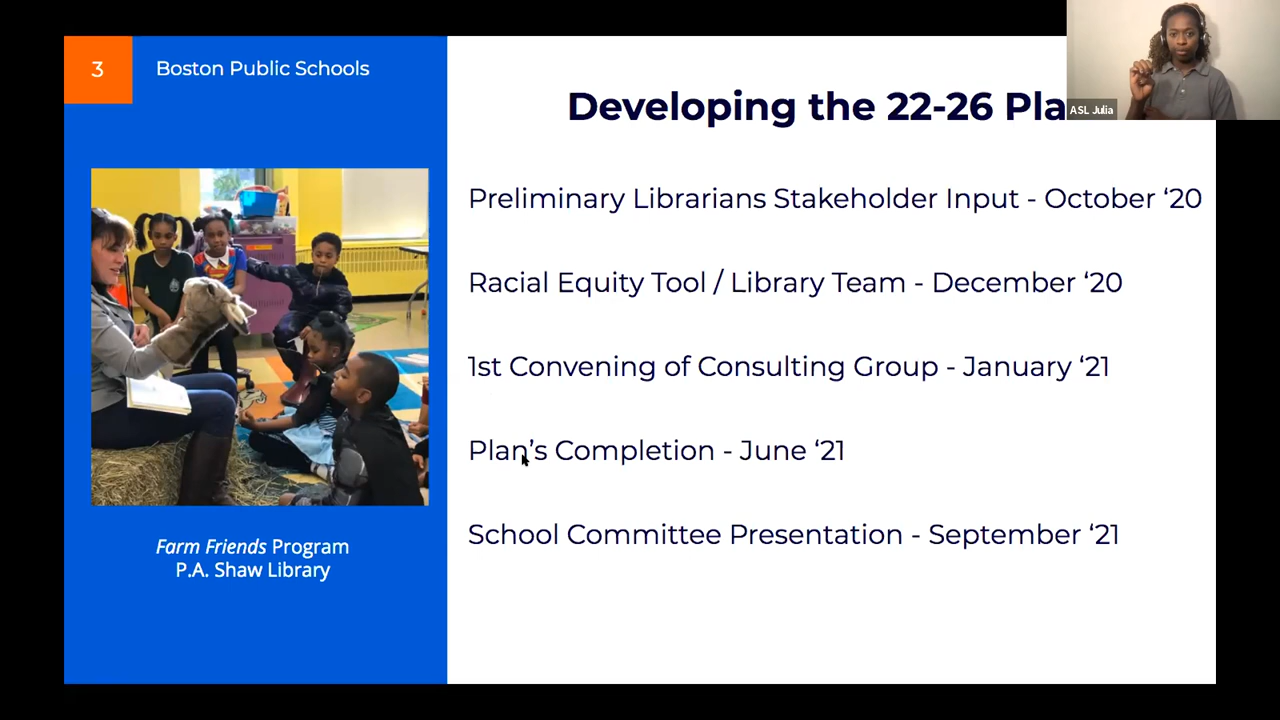 3
Boston Public Schools
Developing the 22-26 Pla
ASL Julia
Preliminary Librarians Stakeholder Input - October ‘20
Racial Equity Tool / Library Team - December ‘20
1st Convening of Consulting Group - January ‘21
Plan’s Completion - June ‘21
School Committee Presentation - September ‘21
Farm Friends Program
P.A. Shaw Library